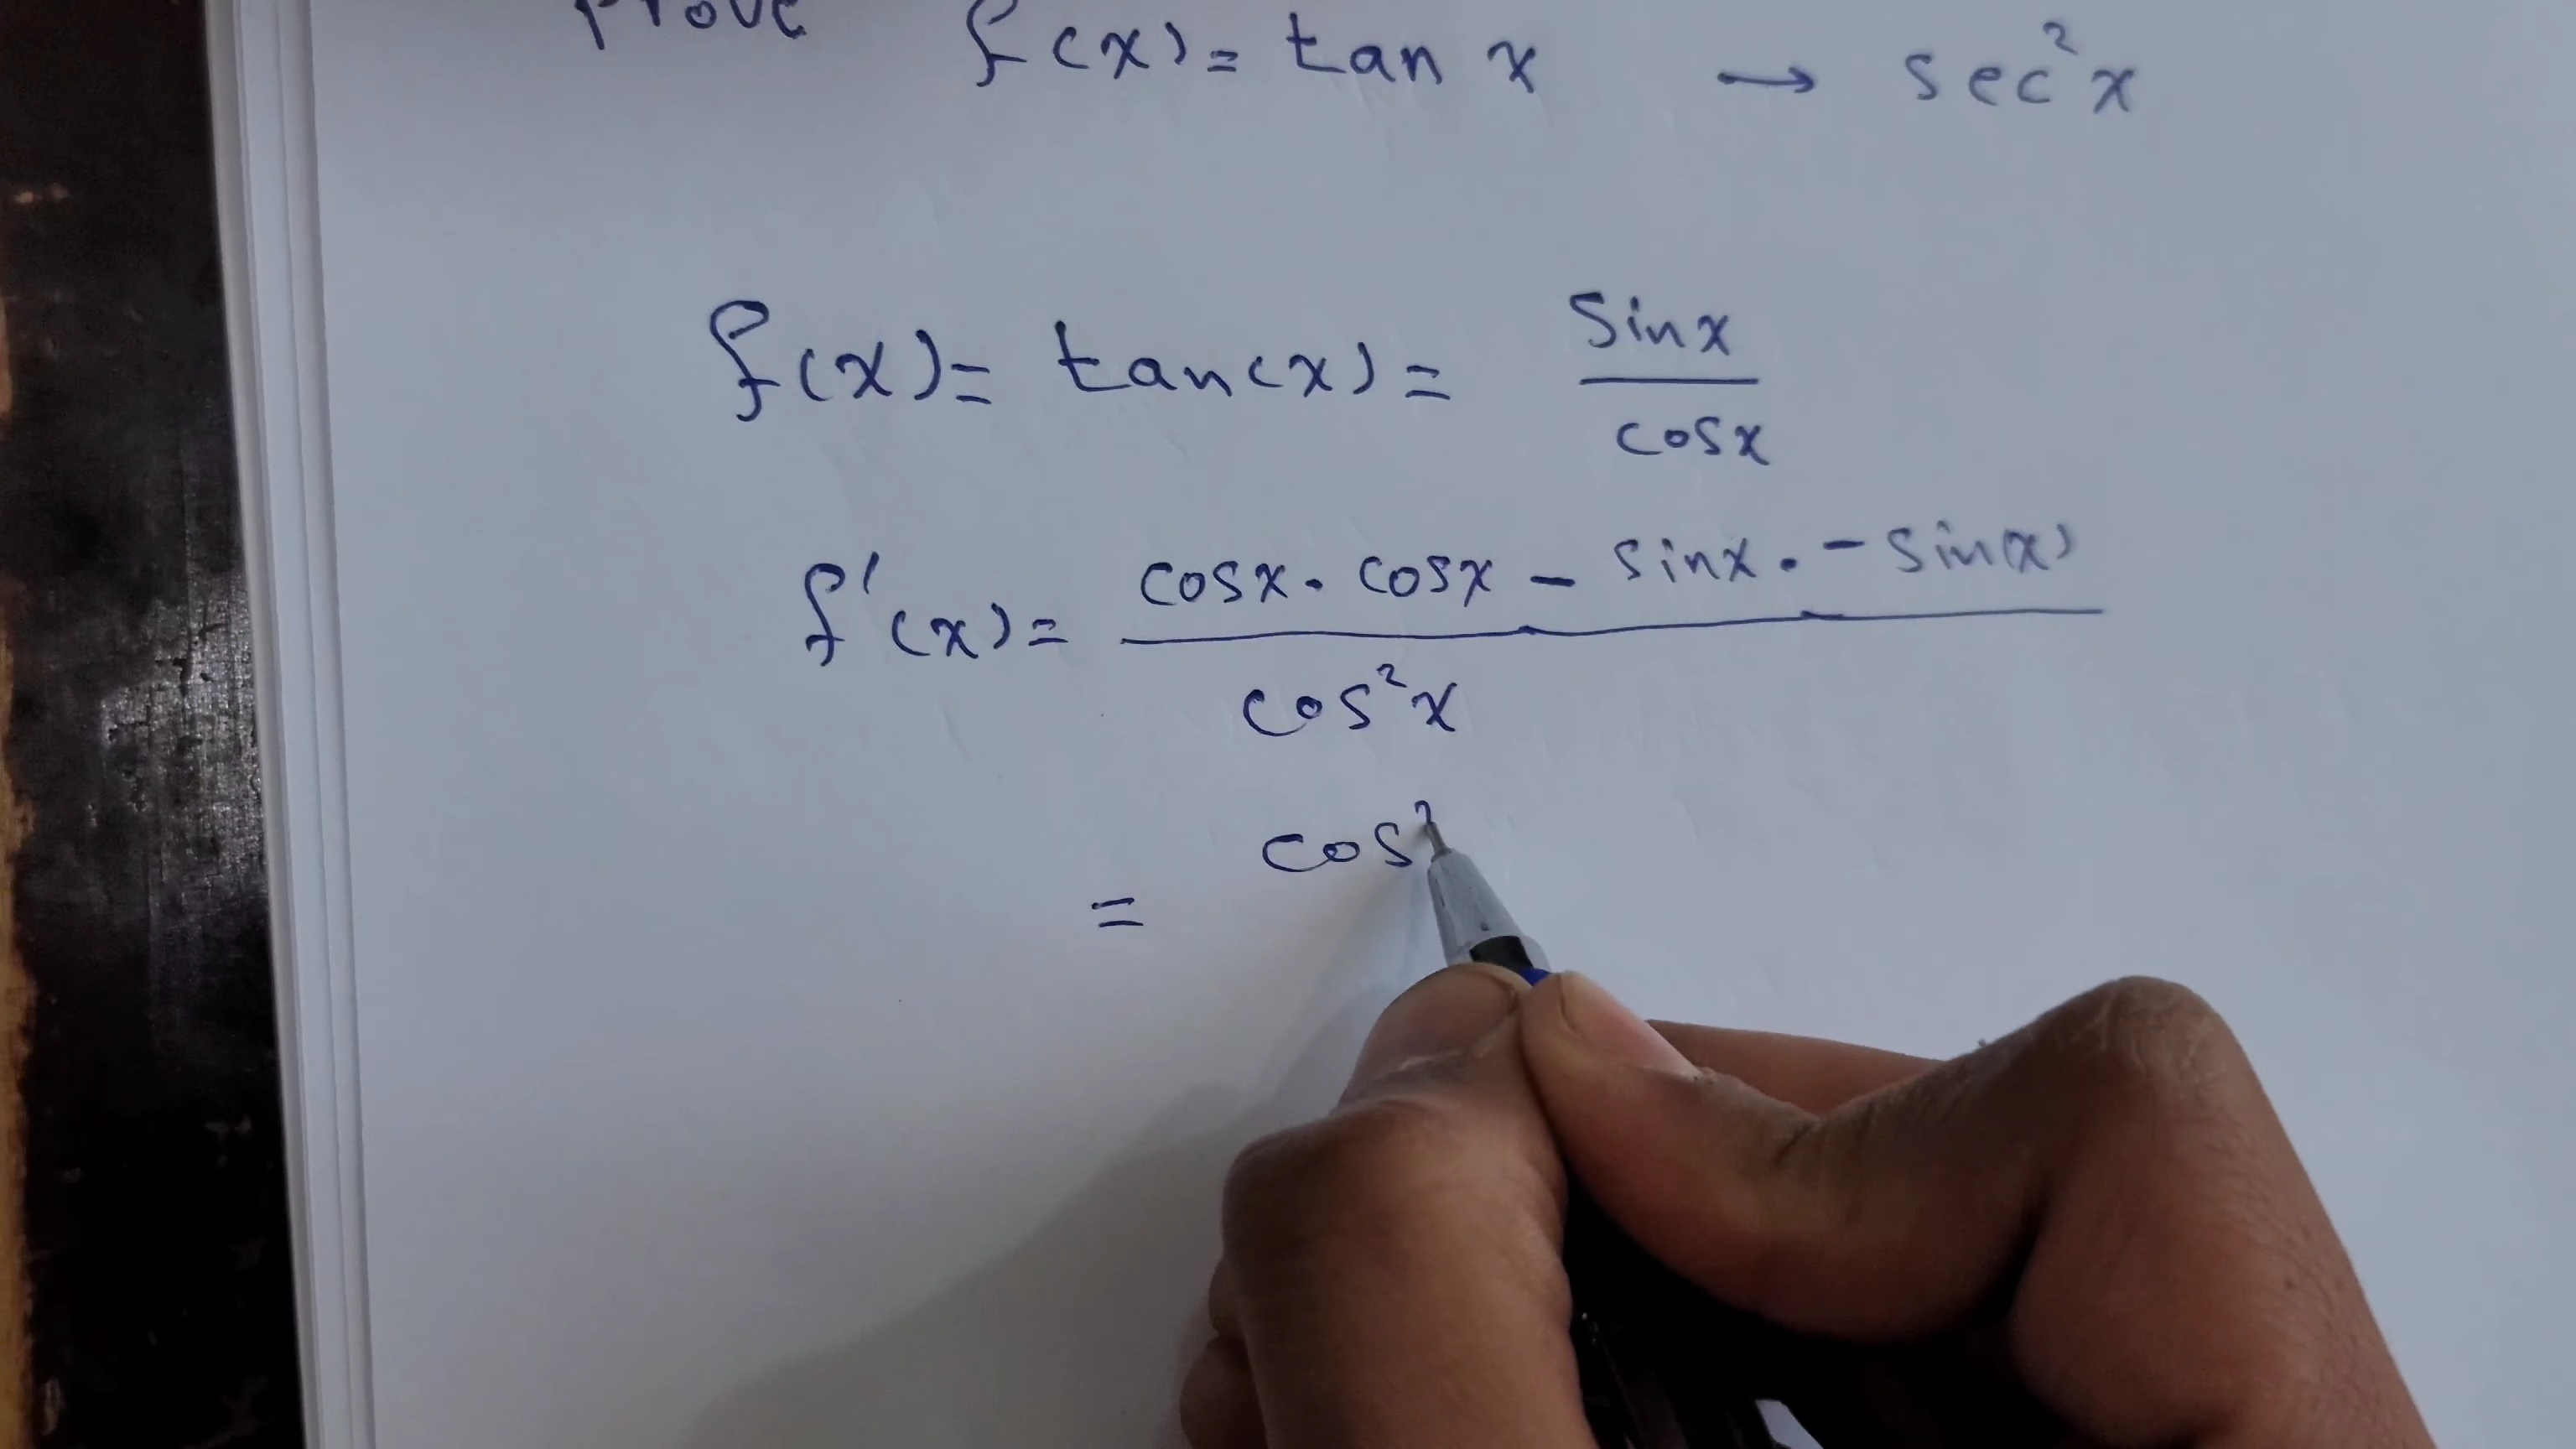 Prove f(x) = tan x → sec²x
f(x) = tan(x) = sinx
cosx
f'(x) = cosx . cosx - sinx . - sin(x)
cos²x
= cos²